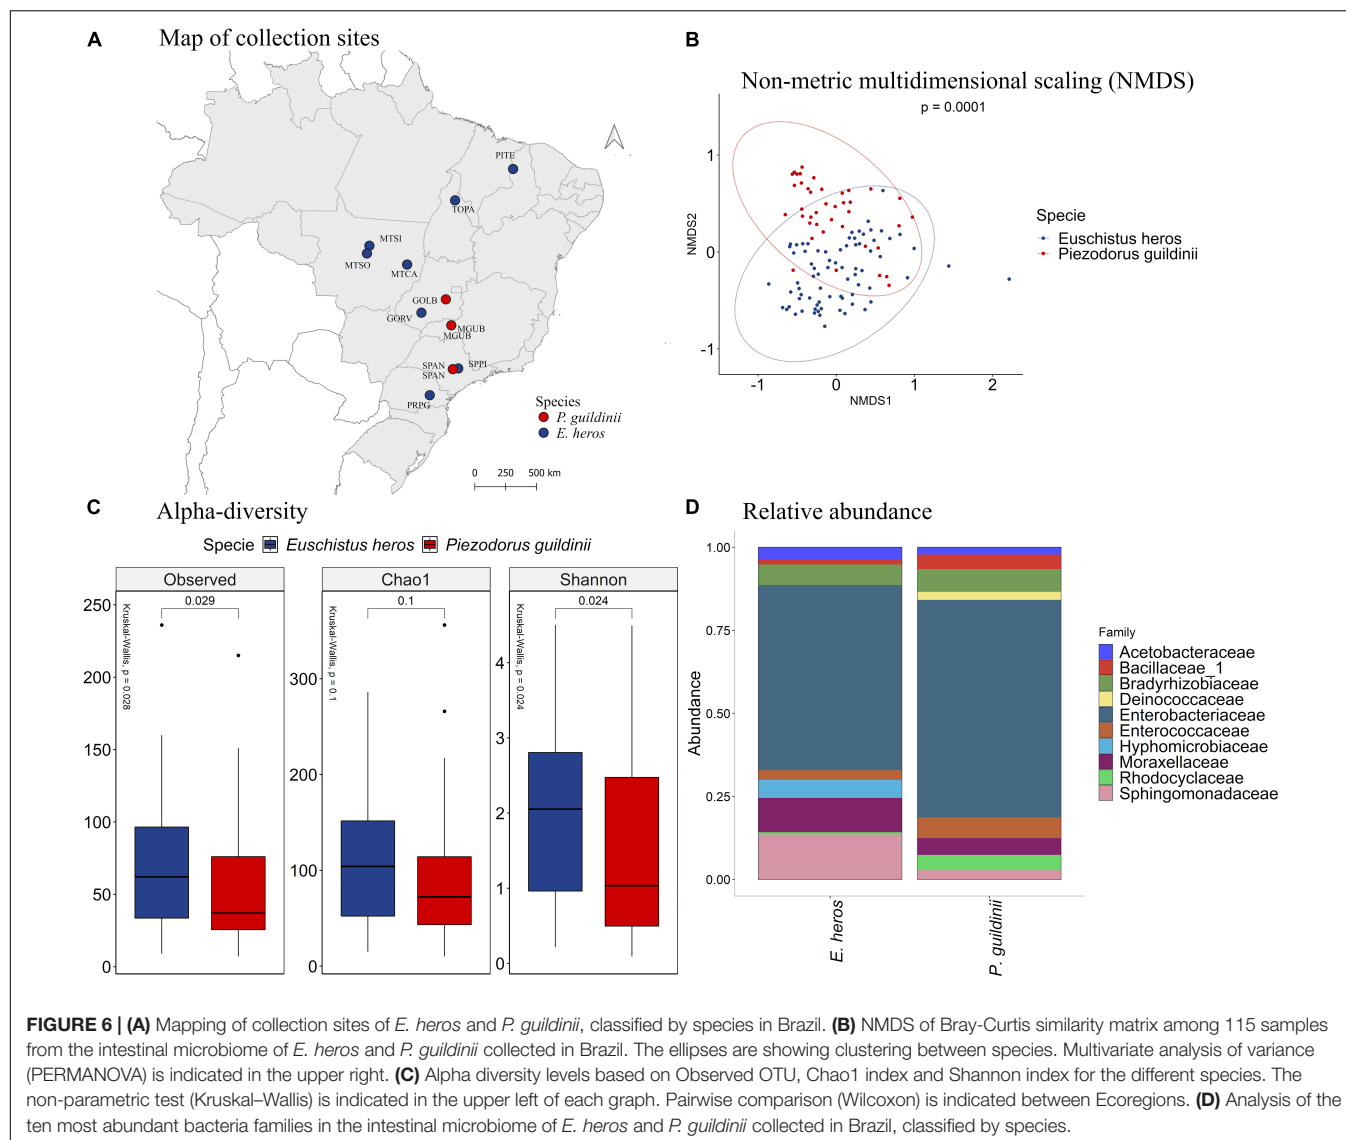 A Map of collection sites
PITE
TOPA
MTSI
MTSO
MTCA
GOLB
GORV
MGUB
MGUB
SPAN
SPPI
SPAN
PRPG
Species
P. guildinii
E. heros
0 250 500 km
B
Non-metric multidimensional scaling (NMDS)
p = 0.0001
NMDS2
1
0
-1
-1 0 1 2
NMDS1
Specie
Euschistus heros
Piezodorus guildinii
C Alpha-diversity
Specie Euschistus heros Piezodorus guildinii
Observed
0.029
Kruskal-Wallis, p = 0.028
250
200
150
100
50
0
Chao1
0.1
Kruskal-Wallis, p = 0.1
300
200
100
0
Shannon
0.024
Kruskal-Wallis, p = 0.024
4
3
2
1
0
D Relative abundance
Abundance
1.00
0.75
0.50
0.25
0.00
E. heros
P. guildinii
Family
Acetobacteraceae
Bacillaceae_1
Bradyrhizobiaceae
Deinococcaceae
Enterobacteriaceae
Enterococcaceae
Hyphomicrobiaceae
Moraxellaceae
Rhodocyclaceae
Sphingomonadaceae
FIGURE 6 | (A) Mapping of collection sites of E. heros and P. guildinii, classified by species in Brazil. (B) NMDS of Bray-Curtis similarity matrix among 115 samples
from the intestinal microbiome of E. heros and P. guildinii collected in Brazil. The ellipses are showing clustering between species. Multivariate analysis of variance
(PERMANOVA) is indicated in the upper right. (C) Alpha diversity levels based on Observed OTU, Chao1 index and Shannon index for the different species. The
non-parametric test (Kruskal–Wallis) is indicated in the upper left of each graph. Pairwise comparison (Wilcoxon) is indicated between Ecoregions. (D) Analysis of the
ten most abundant bacteria families in the intestinal microbiome of E. heros and P. guildinii collected in Brazil, classified by species.